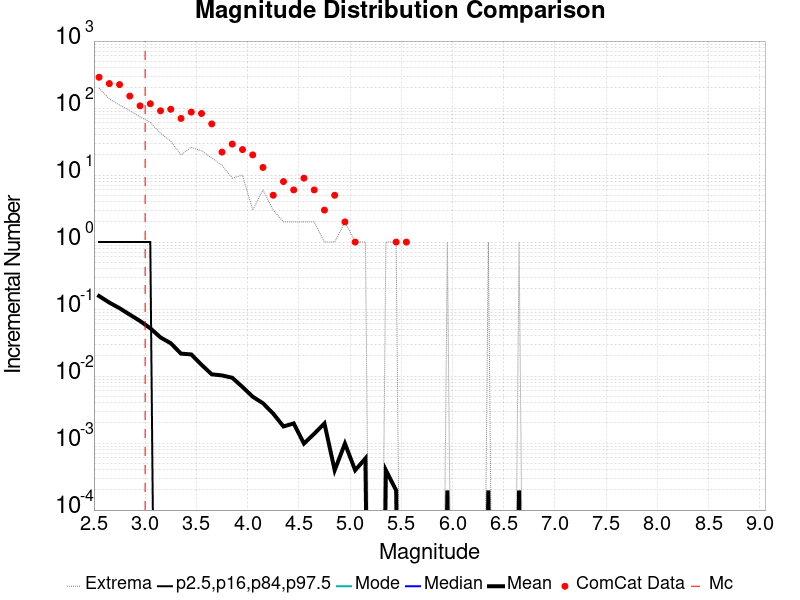 Magnitude Distribution Comparison
10^3
10^2
10^1
10^0
10^-1
10^-2
10^-3
10^-4
Incremental Number
2.5 3.0 3.5 4.0 4.5 5.0 5.5 6.0 6.5 7.0 7.5 8.0 8.5 9.0
Magnitude
Extrema p2.5,p16,p84,p97.5 Mode Median Mean ComCat Data Mc